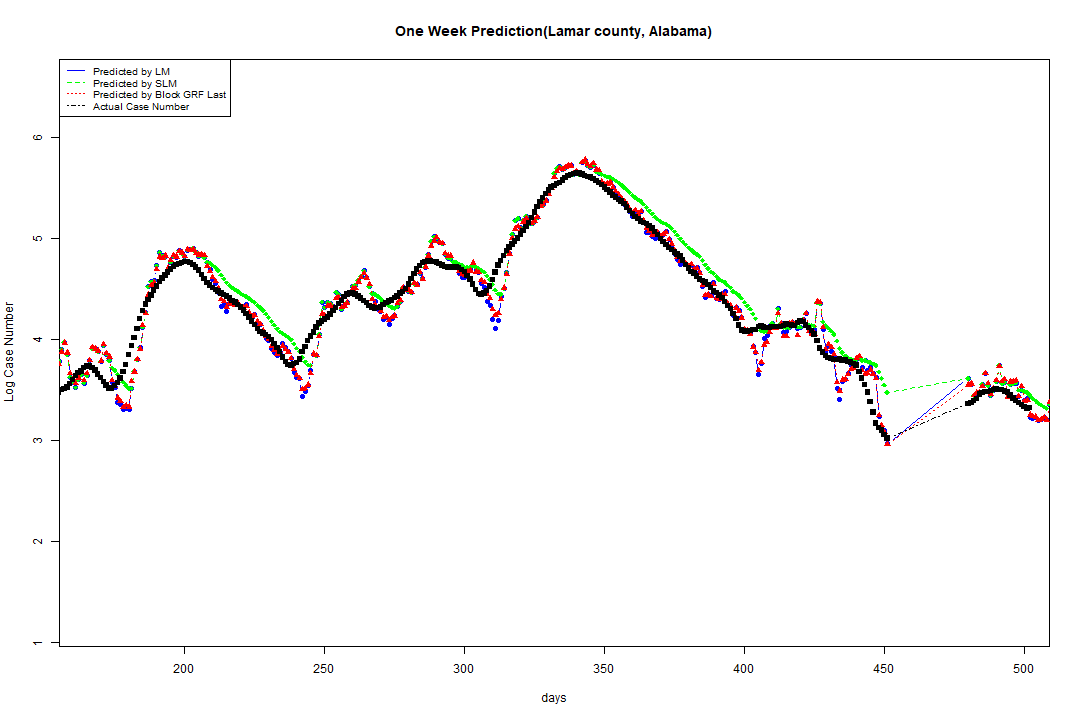 One Week Prediction(Lamar county, Alabama)
Predicted by LM
Predicted by SLM
Predicted by Block GRF Last
Actual Case Number
Log Case Number
6
5
4
3
2
1
200 250 300 350 400 450 500
days